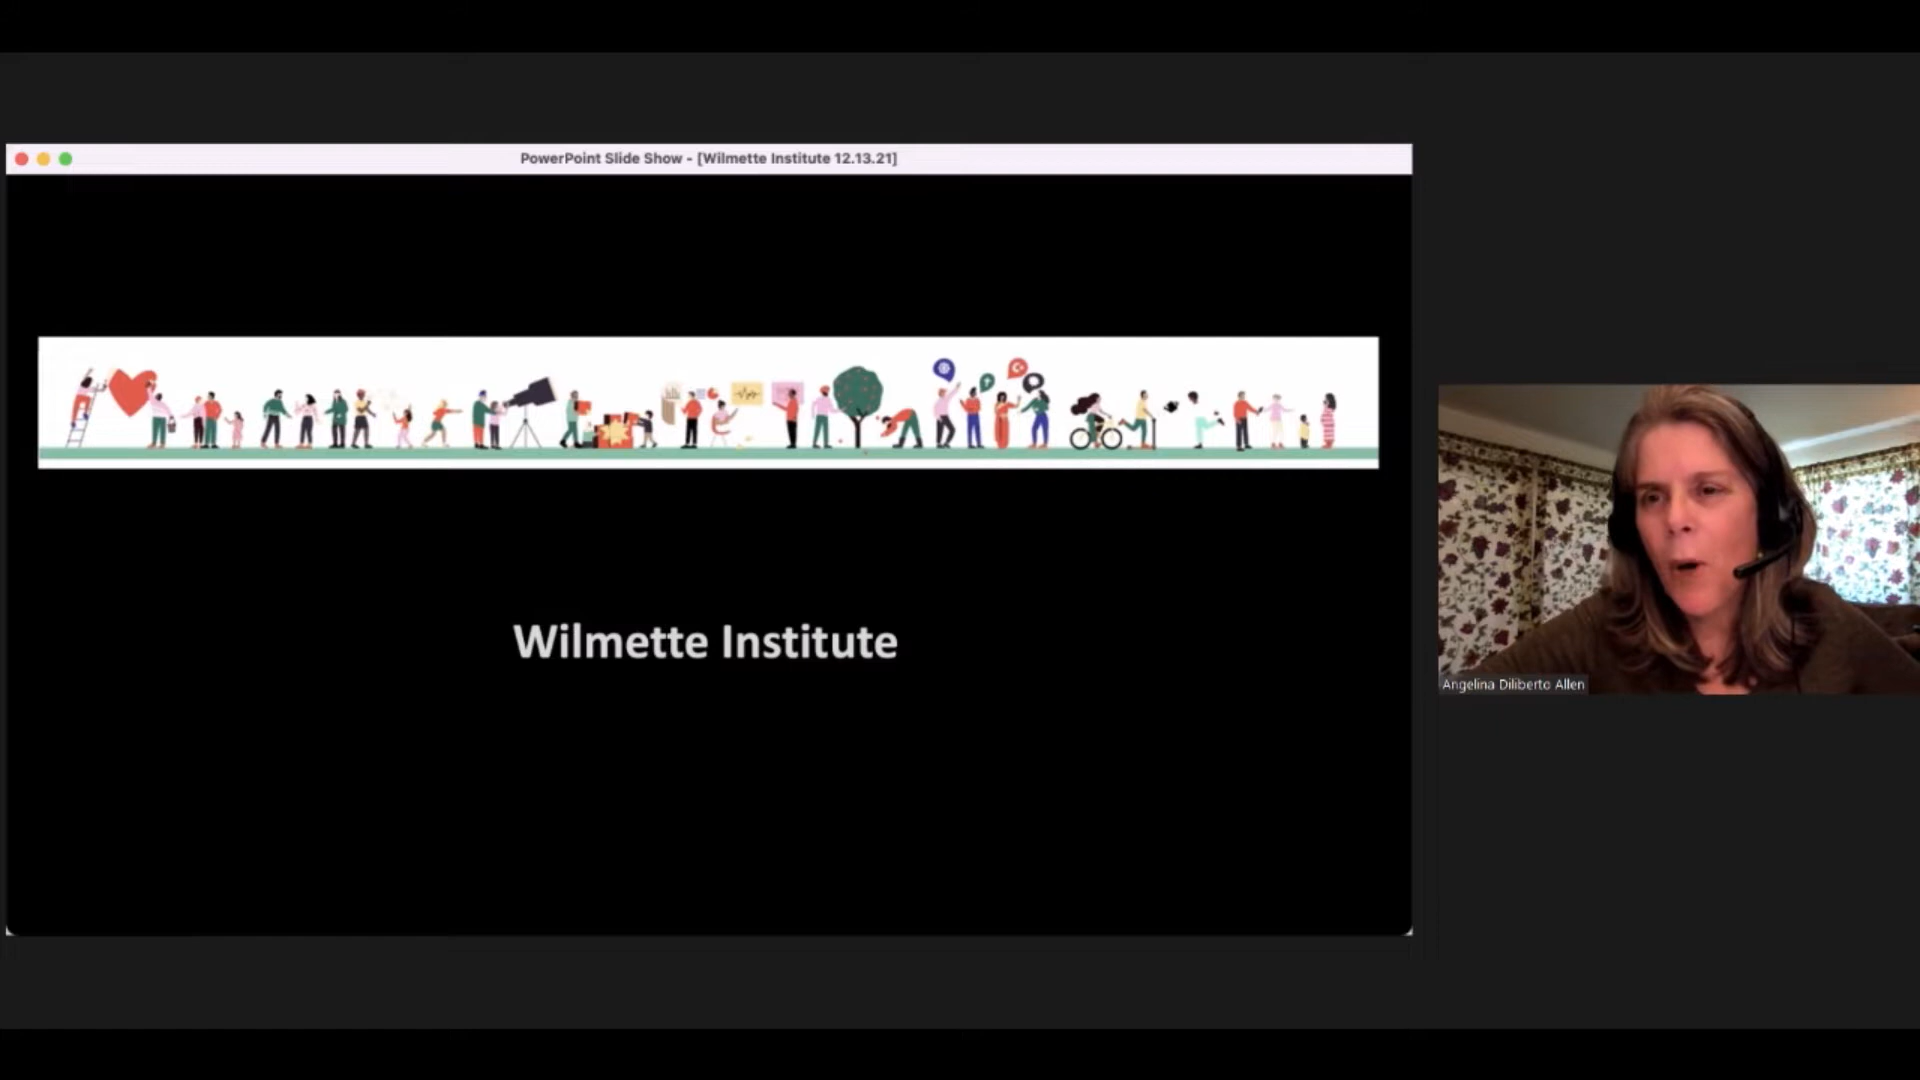 PowerPoint Slide Show - [Wilmette Institute 12.13.21]
Wilmette Institute
Angelina Diliberto Allen